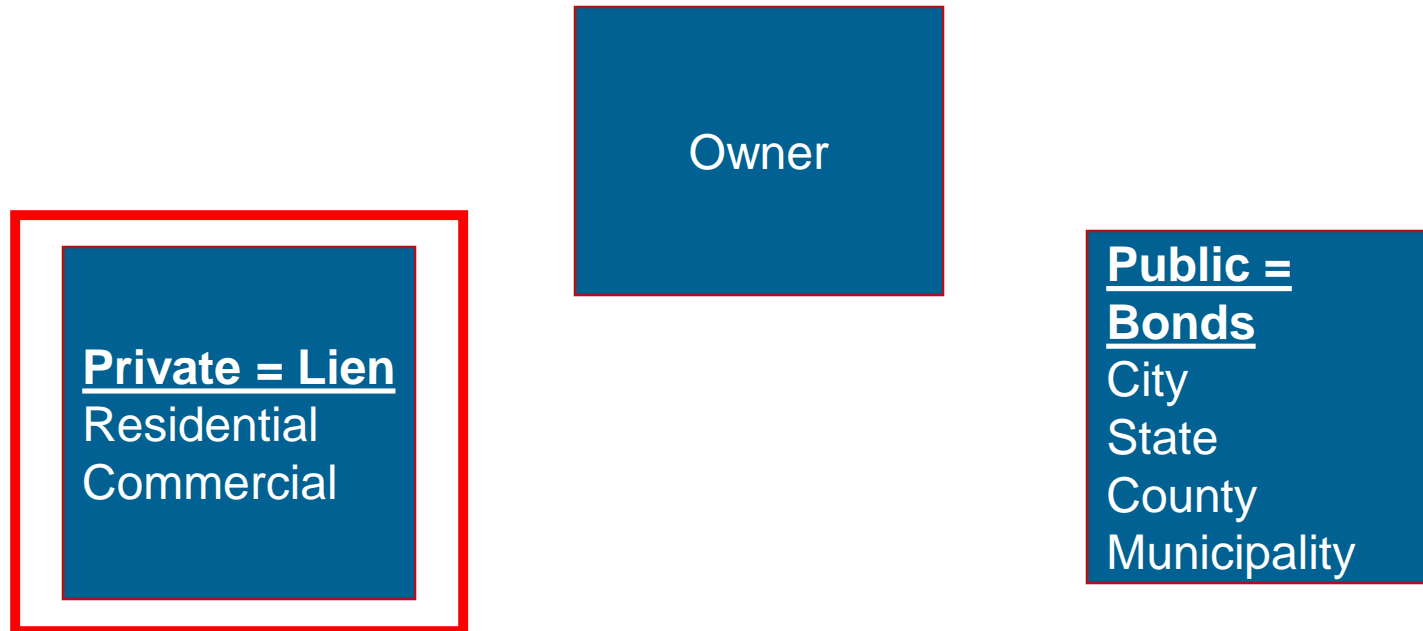 Owner
Private = Lien
Residential
Commercial
Public =
Bonds
City
State
County
Municipality